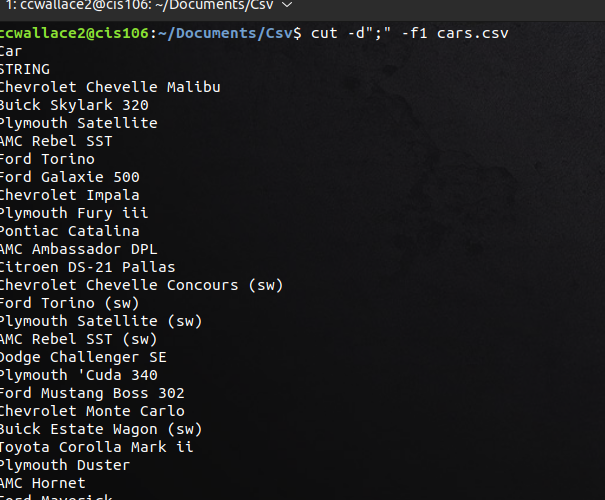 1: ccwallace2@cis106: ~/Documents/Csv
ccwallace2@cis106:~/Documents/Csv$ cut -d";" -f1 cars.csv
Car
STRING
Chevrolet Chevelle Malibu
Buick Skylark 320
Plymouth Satellite
AMC Rebel SST
Ford Torino
Ford Galaxie 500
Chevrolet Impala
Plymouth Fury iii
Pontiac Catalina
AMC Ambassador DPL
Citroen DS-21 Pallas
Chevrolet Chevelle Concours (sw)
Ford Torino (sw)
Plymouth Satellite (sw)
AMC Rebel SST (sw)
Dodge Challenger SE
Plymouth 'Cuda 340
Ford Mustang Boss 302
Chevrolet Monte Carlo
Buick Estate Wagon (sw)
Toyota Corolla Mark ii
Plymouth Duster
AMC Hornet
Ford Maverick